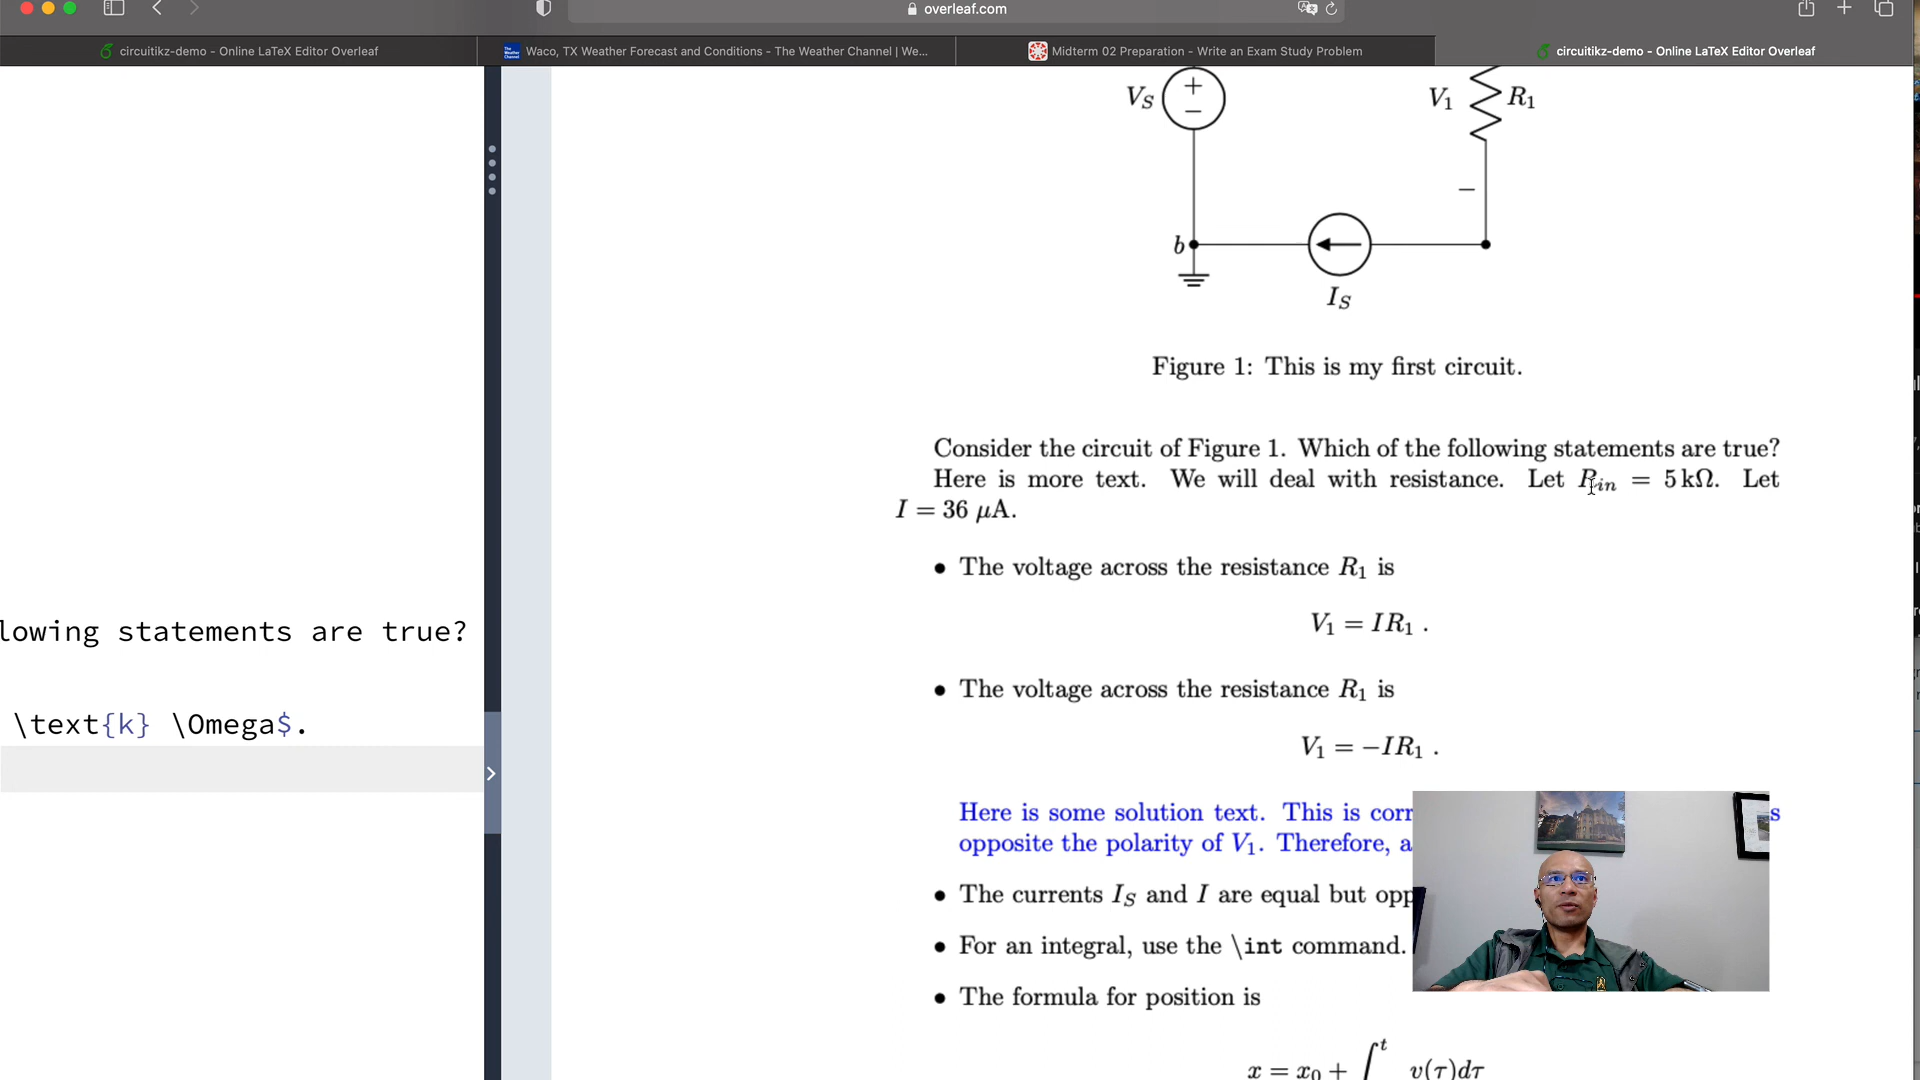 overleaf.com
circuitikz-demo - Online LaTeX Editor Overleaf
Waco, TX Weather Forecast and Conditions - The Weather Channel | We...
Midterm 02 Preparation - Write an Exam Study Problem
circuitikz-demo - Online LaTeX Editor Overleaf
V_S + −
V_1 R_1
−
b
I_S
Figure 1: This is my first circuit.
Consider the circuit of Figure 1. Which of the following statements are true?
Here is more text. We will deal with resistance. Let R_in = 5 kΩ. Let
I = 36 μA.
• The voltage across the resistance R_1 is
V_1 = IR_1 .
lowing statements are true?
• The voltage across the resistance R_1 is
\text{k} \Omega$.
V_1 = −IR_1 .
Here is some solution text. This is corr
s
opposite the polarity of V_1. Therefore, a
• The currents I_S and I are equal but opp
• For an integral, use the \int command.
• The formula for position is
x = x_0 + ∫^t v(τ)dτ